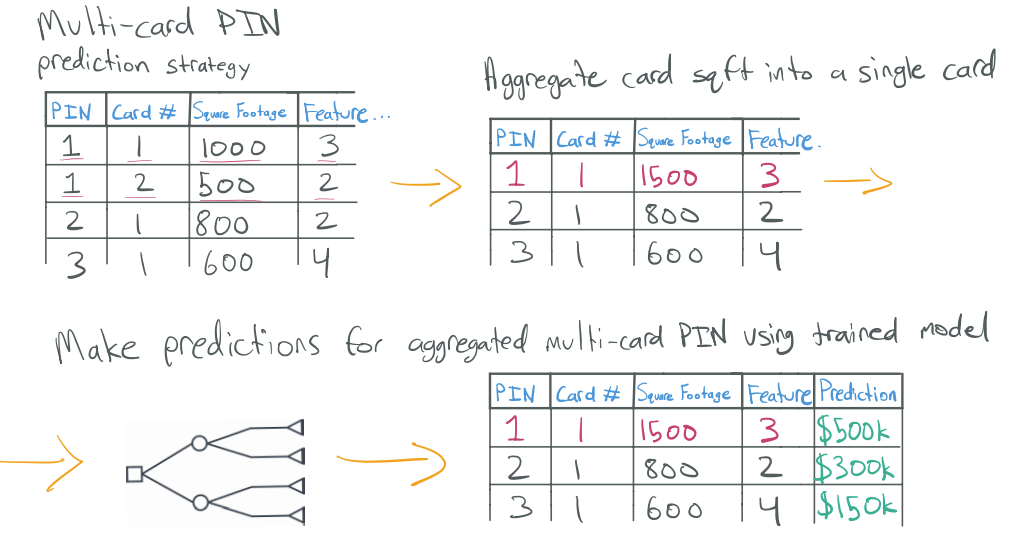 Multi-card PIN
prediction strategy
PIN Card # Square Footage Feature...
1 1 1000 3
1 2 500 2
2 1 800 2
3 1 600 4
Aggregate card sqft into a single card
PIN Card # Square Footage Feature.
1 1 1500 3
2 1 800 2
3 1 600 4
Make predictions for aggregated multi-card PIN using trained model
PIN Card # Square Footage Feature Prediction
1 1 1500 3 $500k
2 1 800 2 $300k
3 1 600 4 $150k